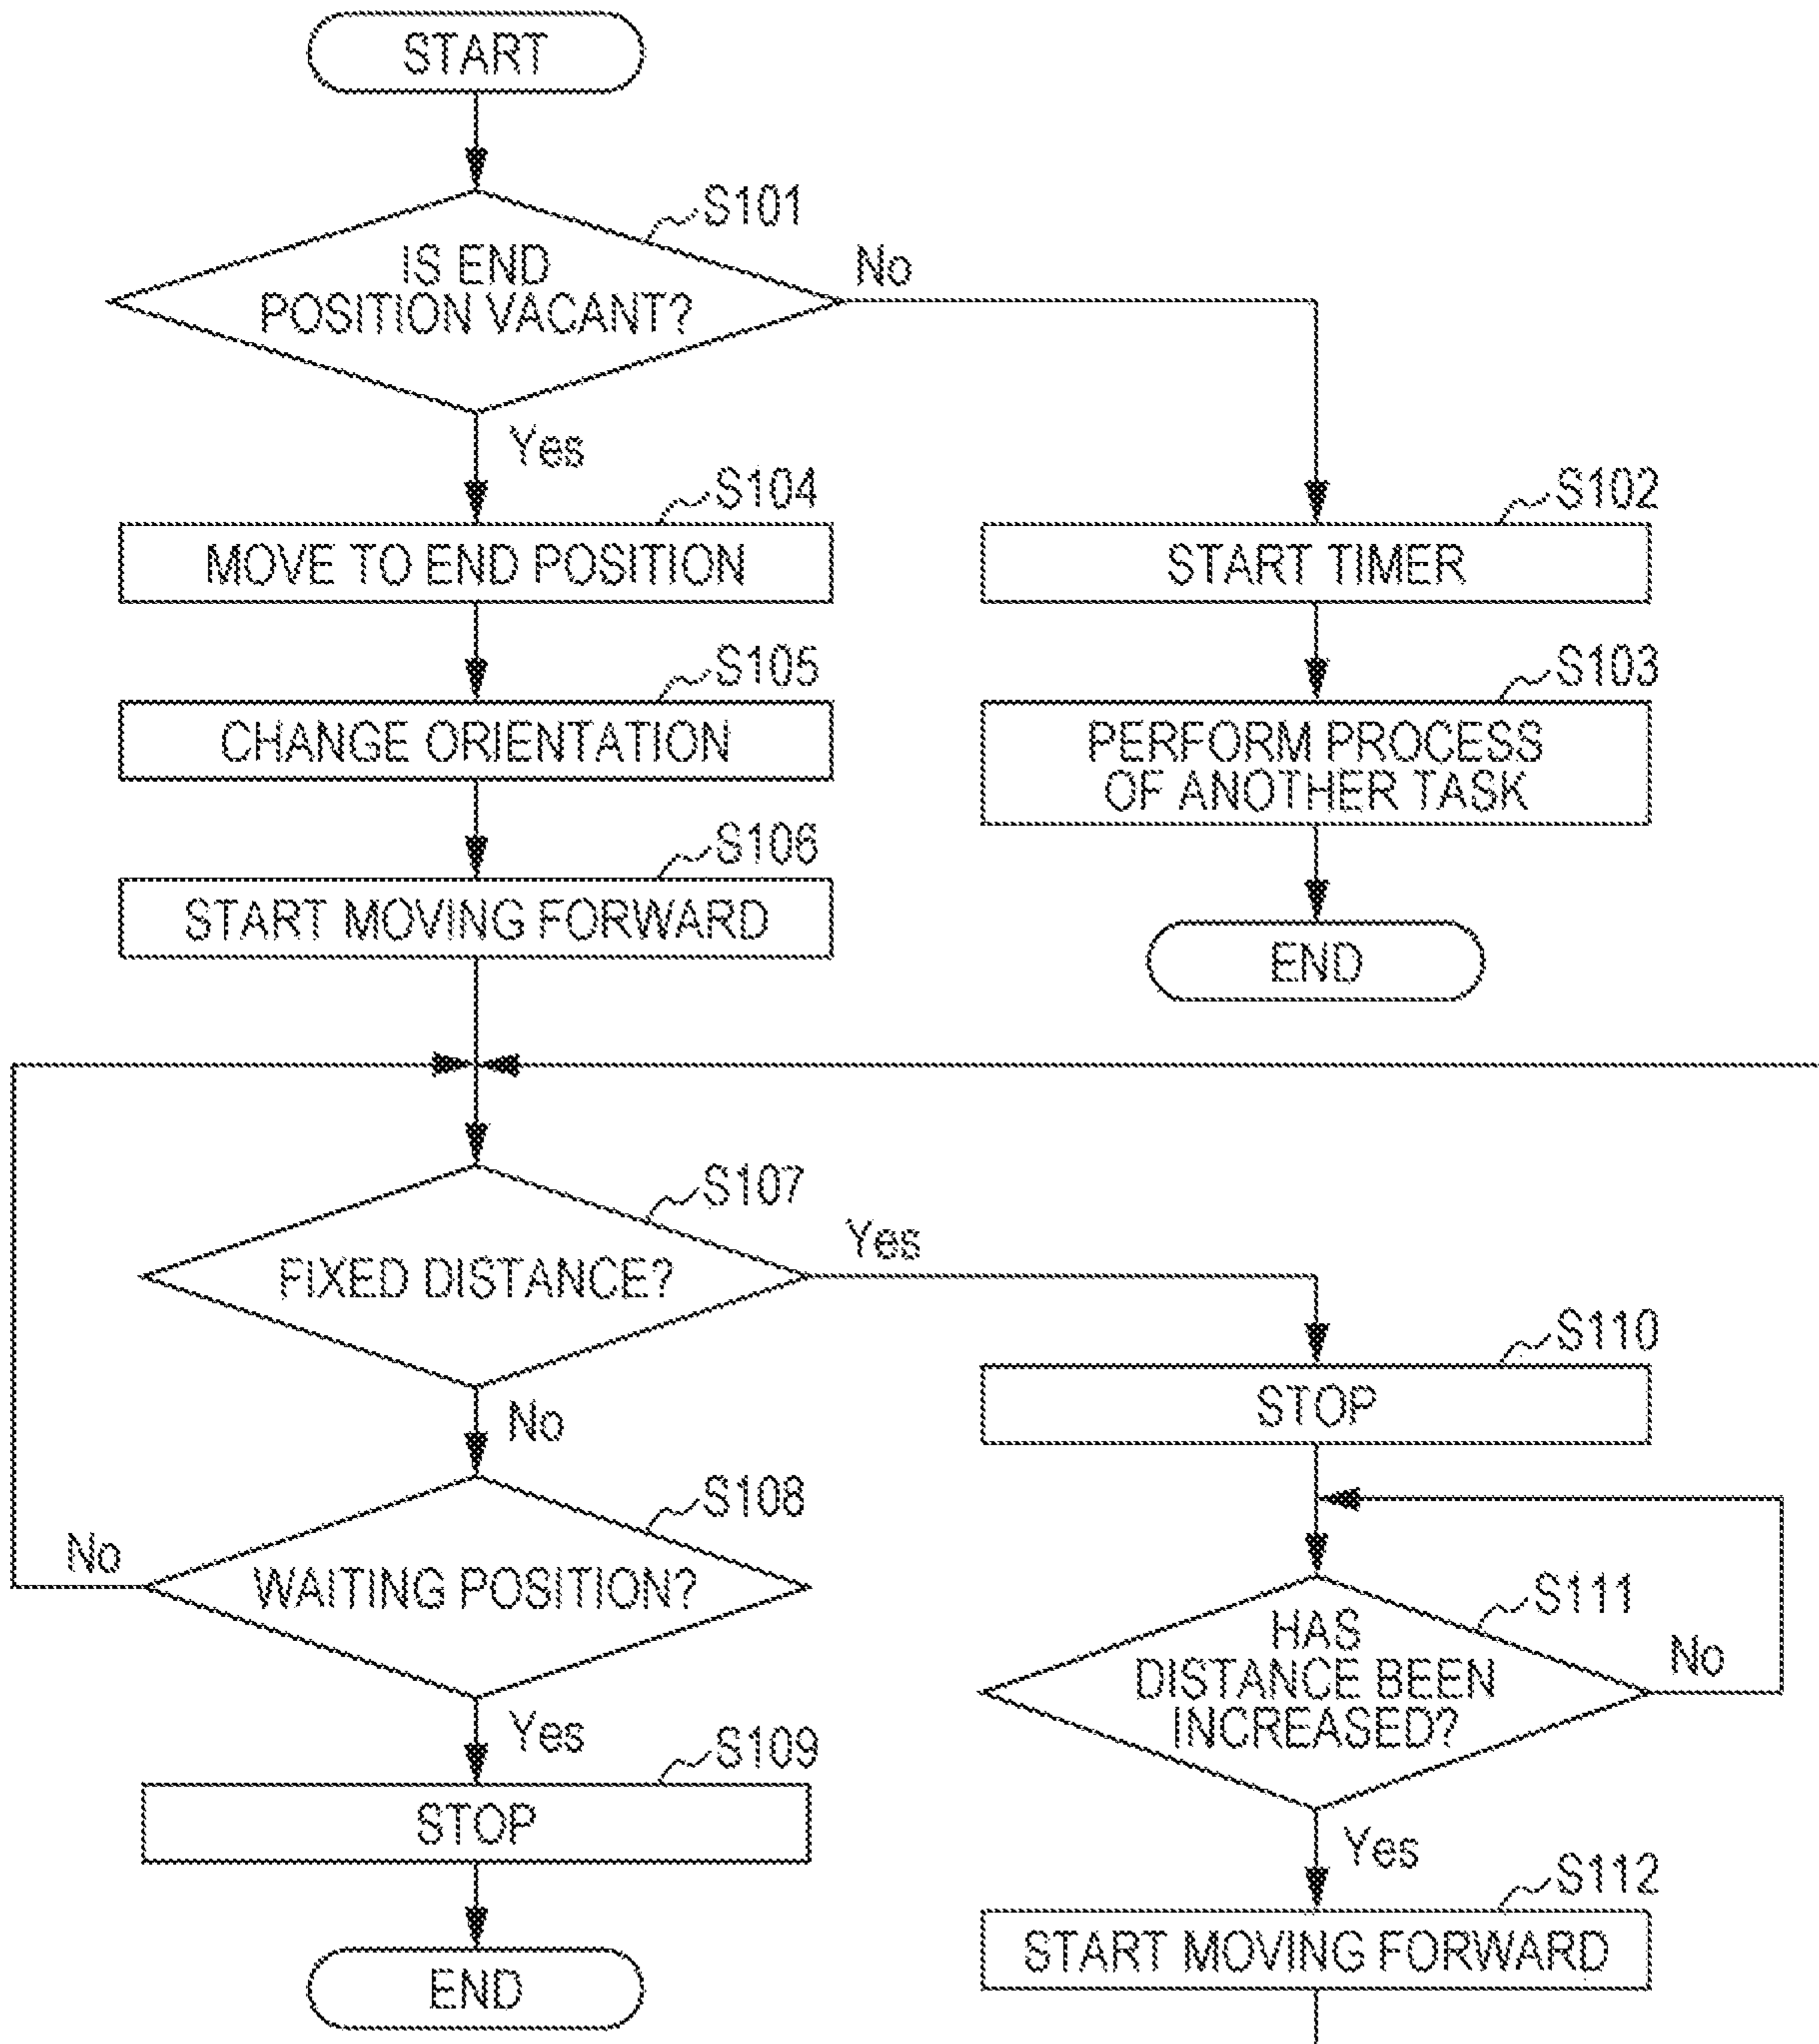 START
S101
IS END
POSITION VACANT?
No
Yes
S104
MOVE TO END POSITION
S102
START TIMER
S105
CHANGE ORIENTATION
S103
PERFORM PROCESS
OF ANOTHER TASK
S106
START MOVING FORWARD
END
S107
FIXED DISTANCE?
Yes
No
S110
STOP
S108
WAITING POSITION?
No
Yes
S111
HAS
DISTANCE BEEN
INCREASED?
No
Yes
S109
STOP
S112
START MOVING FORWARD
END